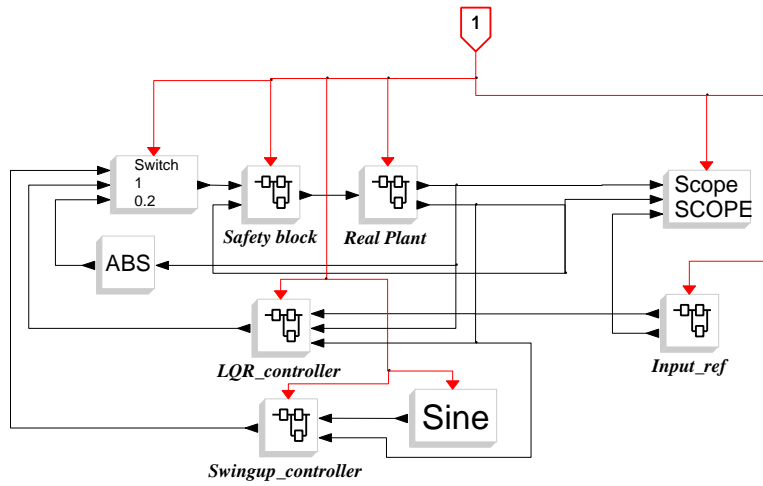 1
Switch
1
0.2
Safety block
Real Plant
Scope
SCOPE
ABS
LQR_controller
Input_ref
Sine
Swingup_controller